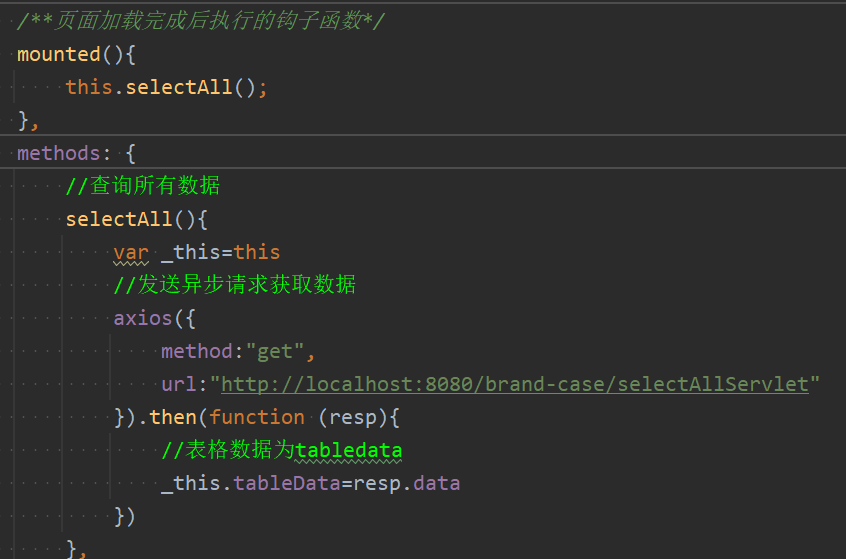 /**页面加载完成后执行的钩子函数*/
mounted(){
this.selectAll();
},
methods: {
//查询所有数据
selectAll(){
var _this=this
//发送异步请求获取数据
axios({
method:"get",
url:"http://localhost:8080/brand-case/selectAllServlet"
}).then(function (resp){
//表格数据为tabledata
_this.tableData=resp.data
})
},